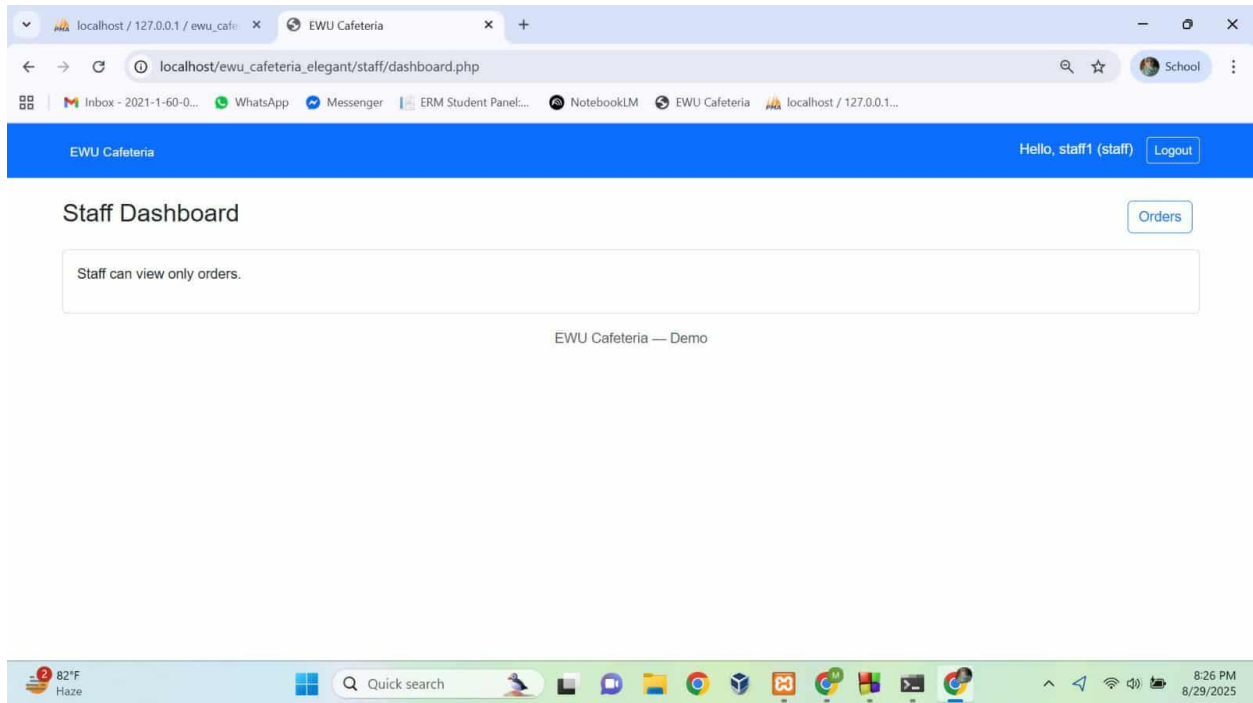 localhost / 127.0.0.1 / ewu_cafe
EWU Cafeteria
localhost/ewu_cafeteria_elegant/staff/dashboard.php
School
Inbox - 2021-1-60-0...
WhatsApp
Messenger
ERM Student Panel:...
NotebookLM
EWU Cafeteria
localhost / 127.0.0.1...
EWU Cafeteria
Hello, staff1 (staff)
Logout
Staff Dashboard
Orders
Staff can view only orders.
EWU Cafeteria — Demo
2
82°F
Haze
Quick search
8:26 PM
8/29/2025